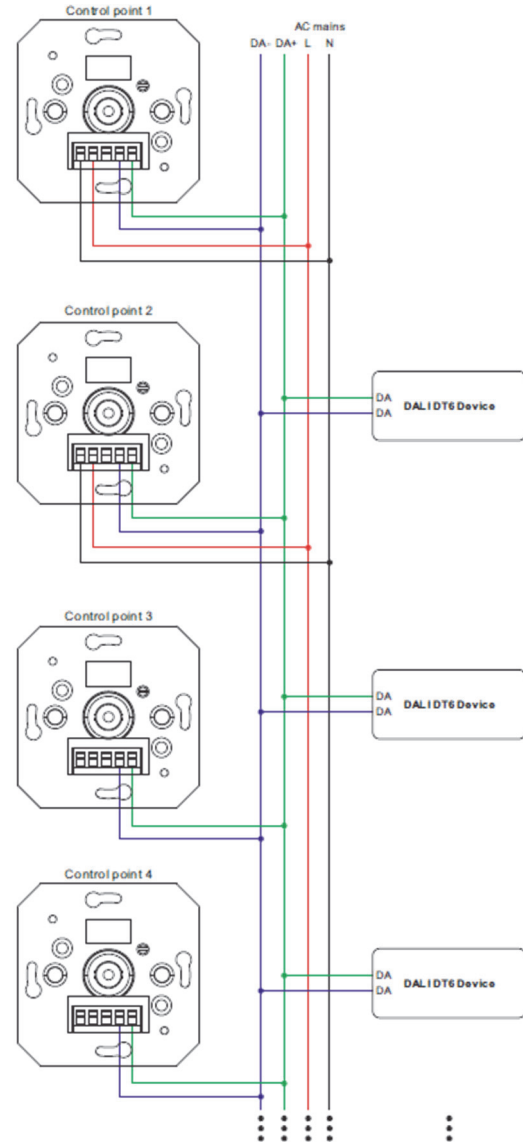 Control point 1
AC mains
DA- DA+ L N
Control point 2
DA
DA
DALI DT6 Device
Control point 3
DA
DA
DALI DT6 Device
Control point 4
DA
DA
DALI DT6 Device